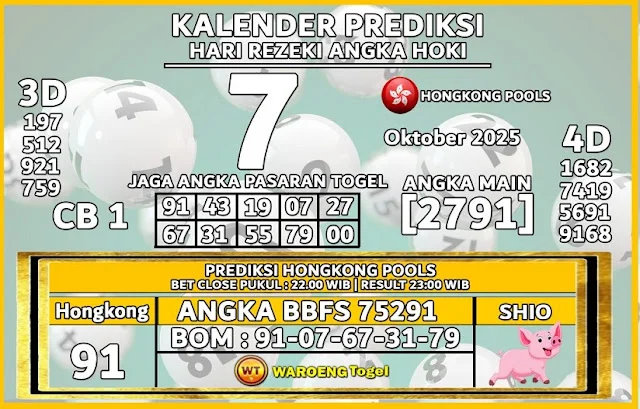 KALENDER PREDIKSI
HARI REZEKI ANGKA HOKI
3D
197
512
921
759
CB 1
7
HONGKONG POOLS
Oktober 2025
JAGA ANGKA PASARAN TOGEL
91 43 19 07 27
67 31 55 79 00
ANGKA MAIN
[2791]
4D
1682
7419
5691
9168
PREDIKSI HONGKONG POOLS
BET CLOSE PUKUL : 22.00 WIB | RESULT 23:00 WIB
Hongkong
91
ANGKA BBFS 75291
BOM : 91-07-67-31-79
WT WAROENG Togel
SHIO